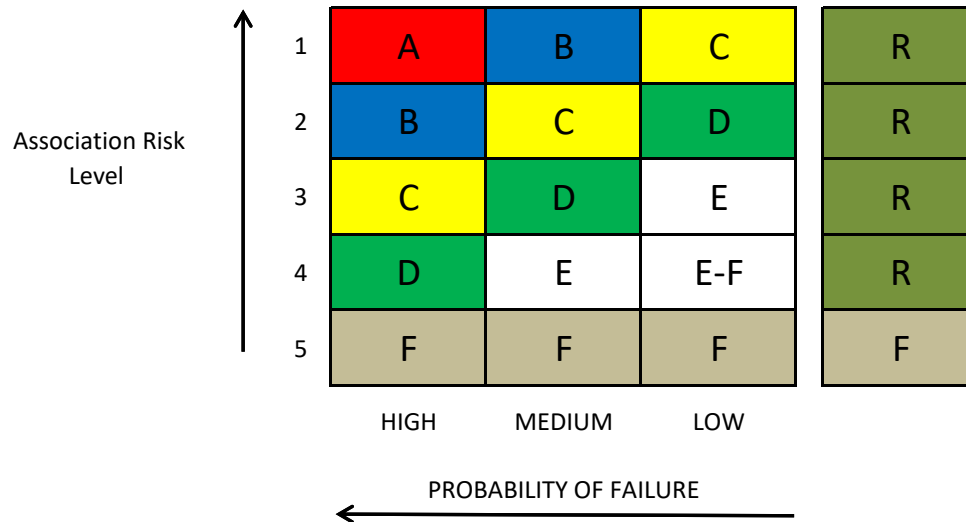 1 A B C R
2 B C D R
Association Risk
Level
3 C D E R
4 D E E-F R
5 F F F F
HIGH MEDIUM LOW
PROBABILITY OF FAILURE